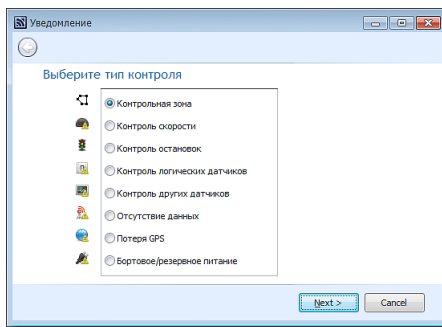 Уведомление
Выберите тип контроля
Контрольная зона
Контроль скорости
Контроль остановок
Контроль логических датчиков
Контроль других датчиков
Отсутствие данных
Потеря GPS
Бортовое/резервное питание
Next >
Cancel